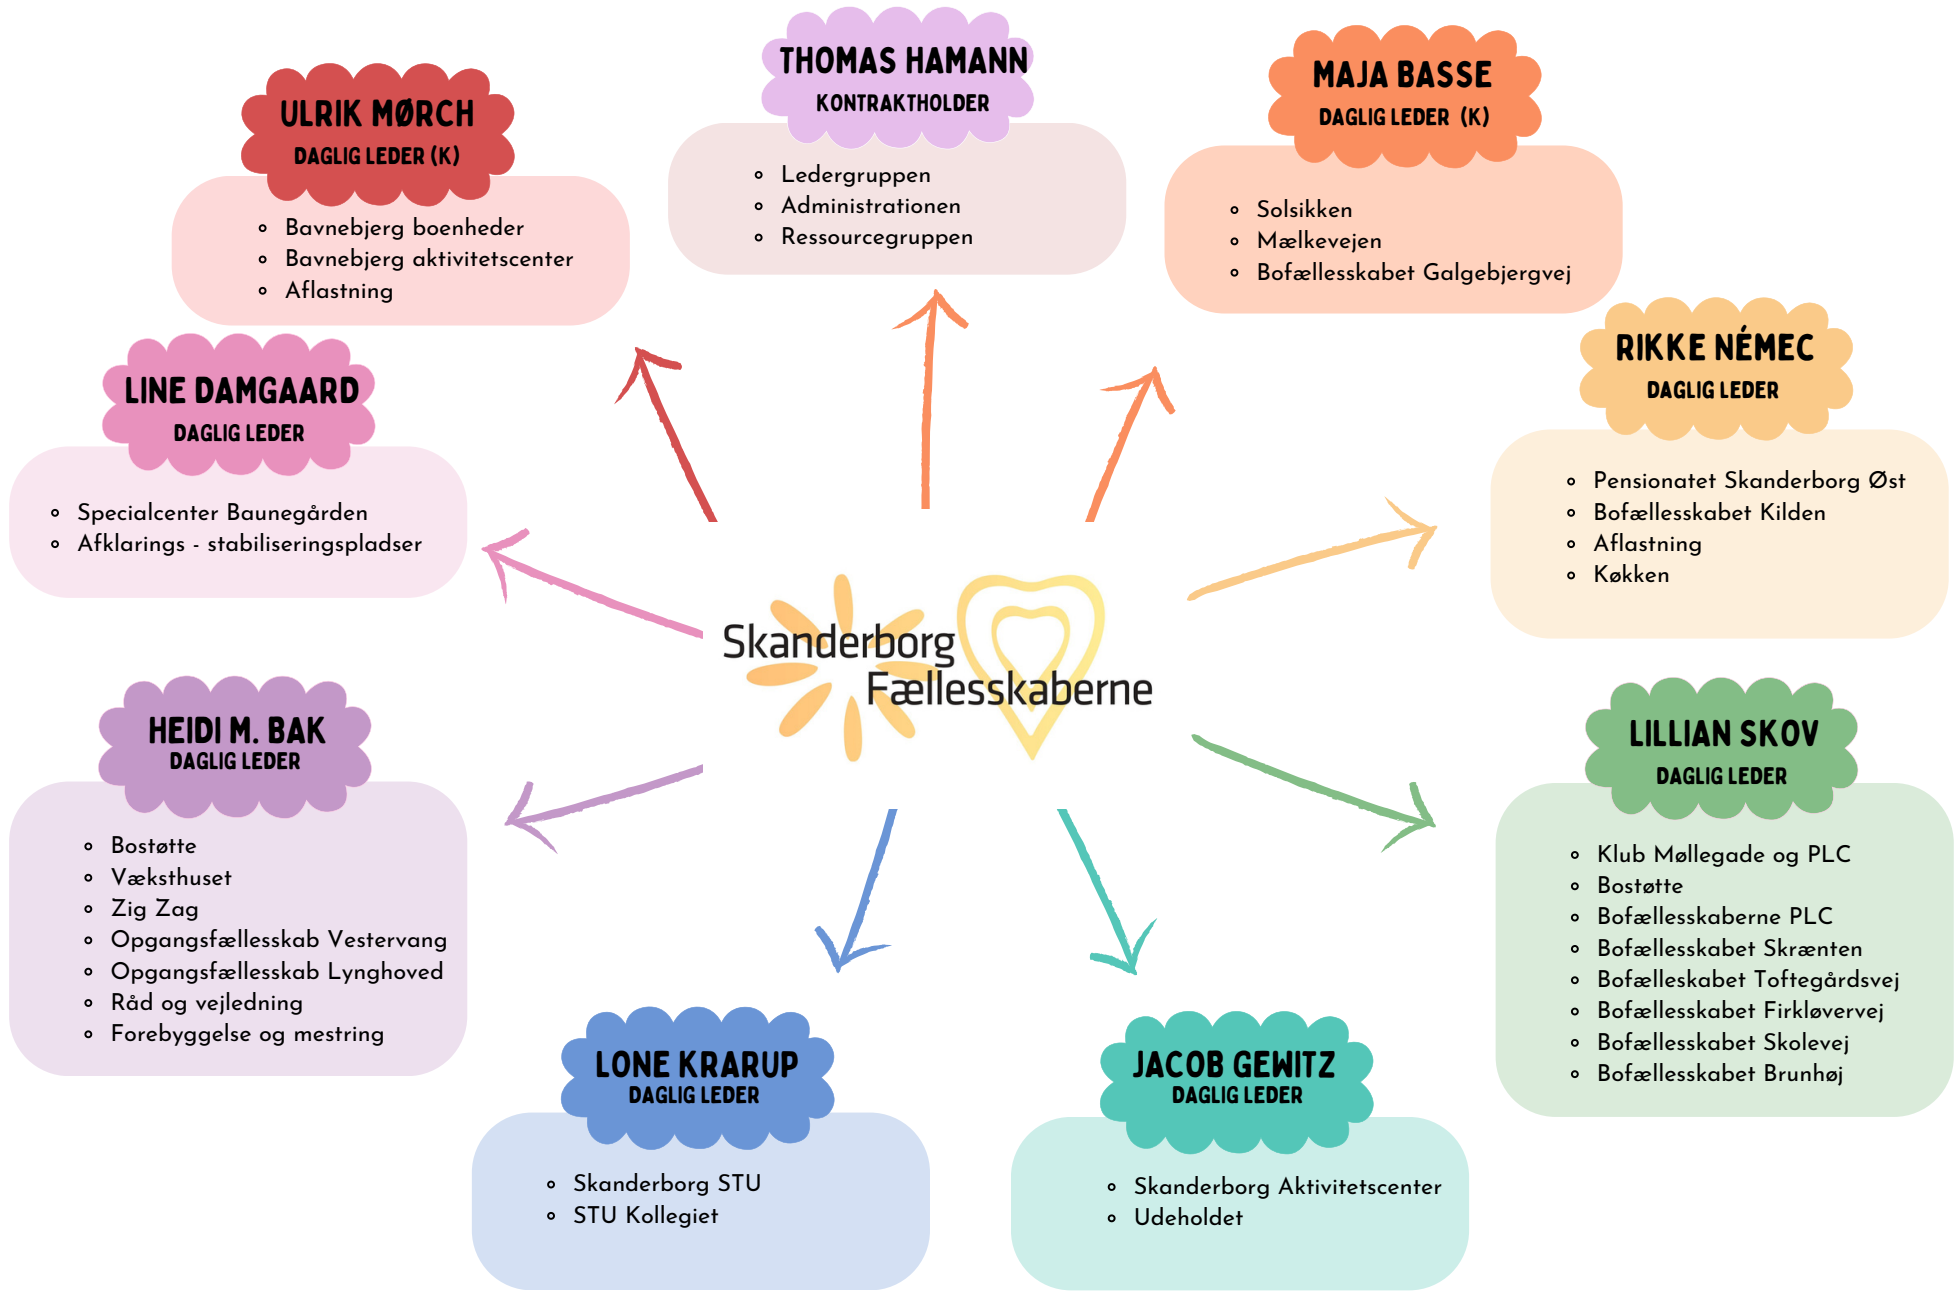 THOMAS HAMANN
KONTRAKTHOLDER
Ledergruppen
Administrationen
Ressourcegruppen
MAJA BASSE
DAGLIG LEDER (K)
Solsikken
Mælkevejen
Bofællesskabet Galgebjergvej
ULRIK MØRCH
DAGLIG LEDER (K)
Bavnebjerg boenheder
Bavnebjerg aktivitetscenter
Aflastning
RIKKE NÉMEC
DAGLIG LEDER
Pensionatet Skanderborg Øst
Bofællesskabet Kilden
Aflastning
Køkken
LINE DAMGAARD
DAGLIG LEDER
Specialcenter Baunegården
Afklarings - stabiliseringspladser
Skanderborg
Fællesskaberne
HEIDI M. BAK
DAGLIG LEDER
Bostøtte
Væksthuset
Zig Zag
Opgangsfællesskab Vestervang
Opgangsfællesskab Lynghoved
Råd og vejledning
Forebyggelse og mestring
LILLIAN SKOV
DAGLIG LEDER
Klub Møllegade og PLC
Bostøtte
Bofællesskaberne PLC
Bofællesskabet Skrænten
Bofælleskabet Toftegårdsvej
Bofællesskabet Firkløvervej
Bofællesskabet Skolevej
Bofællesskabet Brunhøj
LONE KRARUP
DAGLIG LEDER
Skanderborg STU
STU Kollegiet
JACOB GEWITZ
DAGLIG LEDER
Skanderborg Aktivitetscenter
Udeholdet